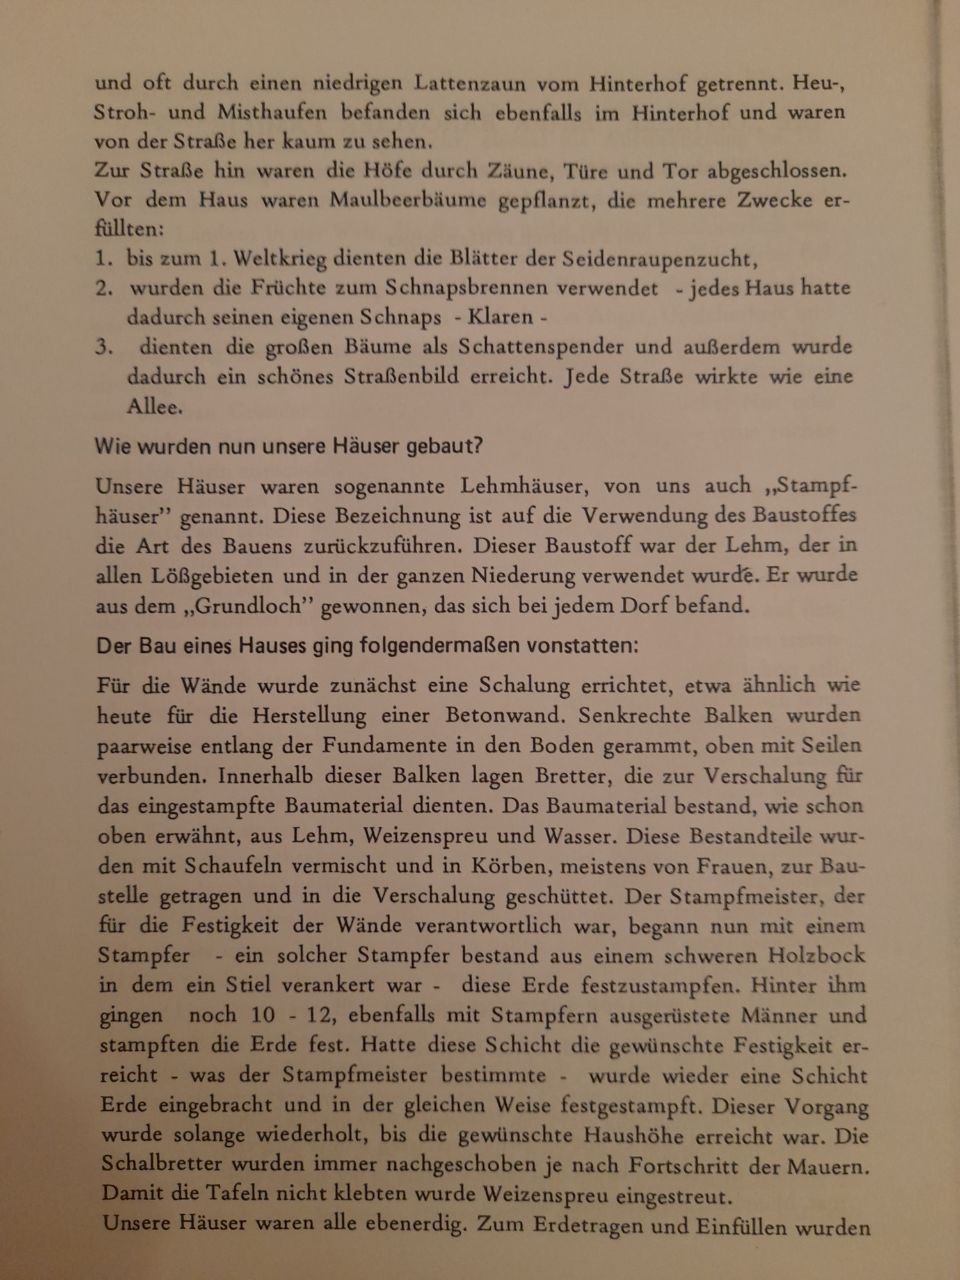 und oft durch einen niedrigen Lattenzaun vom Hinterhof getrennt. Heu-,
Stroh- und Misthaufen befanden sich ebenfalls im Hinterhof und waren
von der Straße her kaum zu sehen.
Zur Straße hin waren die Höfe durch Zäune, Türe und Tor abgeschlossen.
Vor dem Haus waren Maulbeerbäume gepflanzt, die mehrere Zwecke er-
füllten:
1. bis zum 1. Weltkrieg dienten die Blätter der Seidenraupenzucht,
2. wurden die Früchte zum Schnapsbrennen verwendet - jedes Haus hatte
dadurch seinen eigenen Schnaps - Klaren -
3. dienten die großen Bäume als Schattenspender und außerdem wurde
dadurch ein schönes Straßenbild erreicht. Jede Straße wirkte wie eine
Allee.
Wie wurden nun unsere Häuser gebaut?
Unsere Häuser waren sogenannte Lehmhäuser, von uns auch „Stampf-
häuser” genannt. Diese Bezeichnung ist auf die Verwendung des Baustoffes
die Art des Bauens zurückzuführen. Dieser Baustoff war der Lehm, der in
allen Lößgebieten und in der ganzen Niederung verwendet wurde. Er wurde
aus dem „Grundloch” gewonnen, das sich bei jedem Dorf befand.
Der Bau eines Hauses ging folgendermaßen vonstatten:
Für die Wände wurde zunächst eine Schalung errichtet, etwa ähnlich wie
heute für die Herstellung einer Betonwand. Senkrechte Balken wurden
paarweise entlang der Fundamente in den Boden gerammt, oben mit Seilen
verbunden. Innerhalb dieser Balken lagen Bretter, die zur Verschalung für
das eingestampfte Baumaterial dienten. Das Baumaterial bestand, wie schon
oben erwähnt, aus Lehm, Weizenspreu und Wasser. Diese Bestandteile wur-
den mit Schaufeln vermischt und in Körben, meistens von Frauen, zur Bau-
stelle getragen und in die Verschalung geschüttet. Der Stampfmeister, der
für die Festigkeit der Wände verantwortlich war, begann nun mit einem
Stampfer - ein solcher Stampfer bestand aus einem schweren Holzbock
in dem ein Stiel verankert war - diese Erde festzustampfen. Hinter ihm
gingen noch 10 - 12, ebenfalls mit Stampfern ausgerüstete Männer und
stampften die Erde fest. Hatte diese Schicht die gewünschte Festigkeit er-
reicht - was der Stampfmeister bestimmte - wurde wieder eine Schicht
Erde eingebracht und in der gleichen Weise festgestampft. Dieser Vorgang
wurde solange wiederholt, bis die gewünschte Haushöhe erreicht war. Die
Schalbretter wurden immer nachgeschoben je nach Fortschritt der Mauern.
Damit die Tafeln nicht klebten wurde Weizenspreu eingestreut.
Unsere Häuser waren alle ebenerdig. Zum Erdetragen und Einfüllen wurden